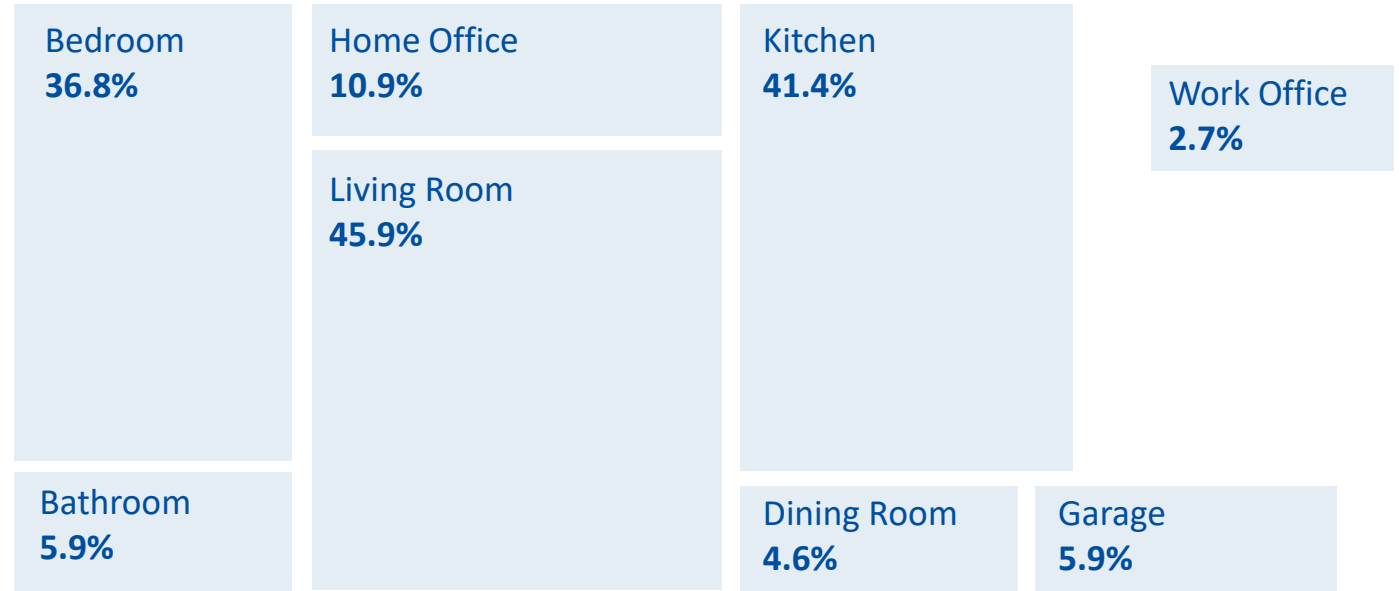 Bedroom
36.8%
Home Office
10.9%
Kitchen
41.4%
Work Office
2.7%
Living Room
45.9%
Bathroom
5.9%
Dining Room
4.6%
Garage
5.9%